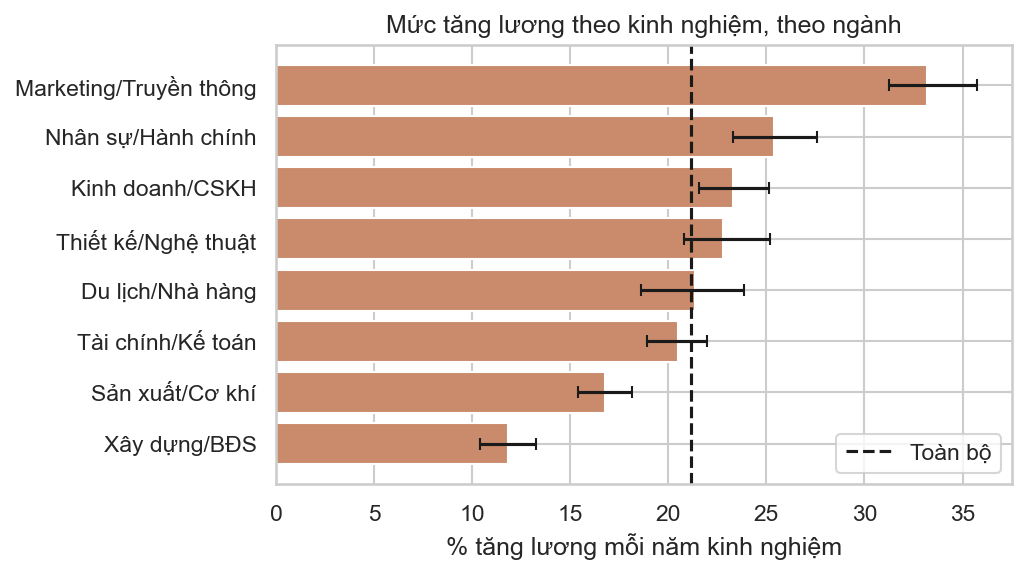 Mức tăng lương theo kinh nghiệm, theo ngành
Marketing/Truyền thông
Nhân sự/Hành chính
Kinh doanh/CSKH
Thiết kế/Nghệ thuật
Du lịch/Nhà hàng
Tài chính/Kế toán
Sản xuất/Cơ khí
Xây dựng/BĐS
Toàn bộ
0 5 10 15 20 25 30 35
% tăng lương mỗi năm kinh nghiệm